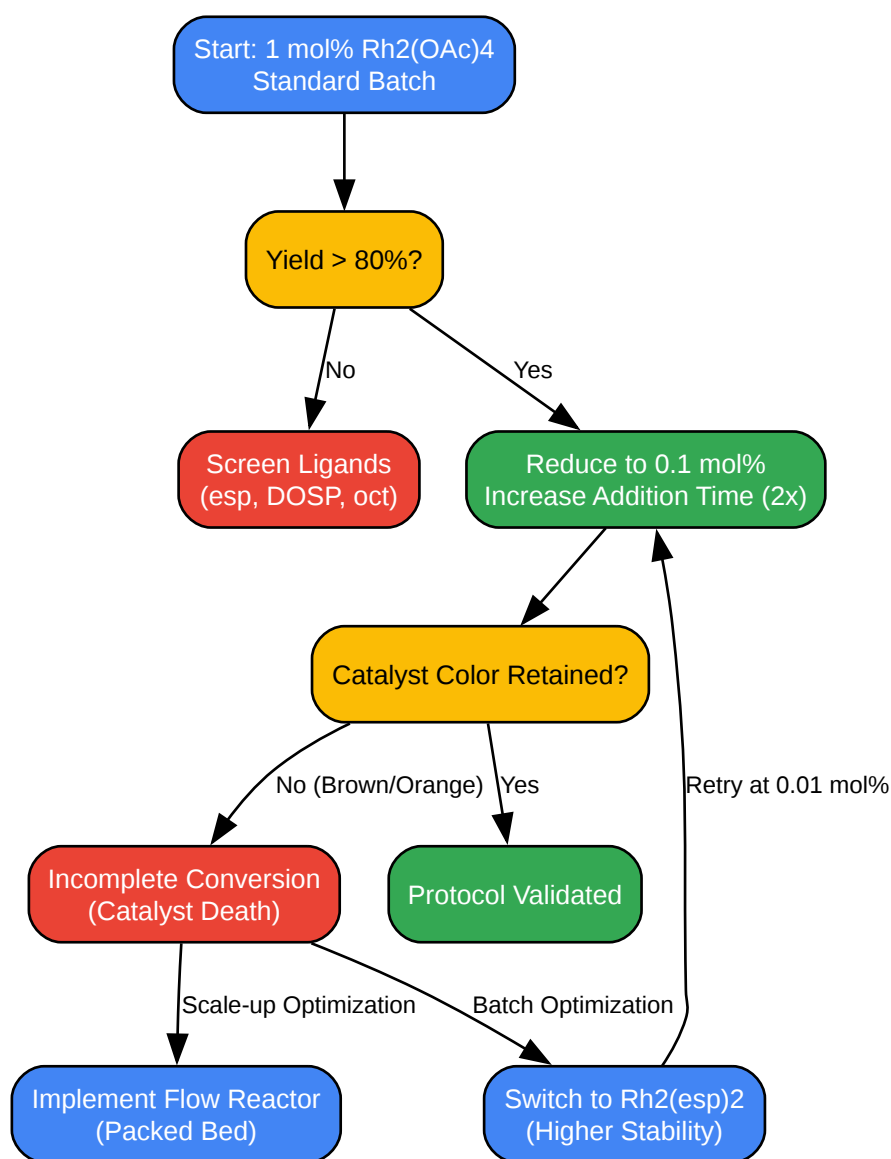 Start: 1 mol% Rh2(OAc)4
Standard Batch
Yield > 80%?
No
Yes
Screen Ligands
(esp, DOSP, oct)
Reduce to 0.1 mol%
Increase Addition Time (2x)
Catalyst Color Retained?
No (Brown/Orange)
Yes
Retry at 0.01 mol%
Incomplete Conversion
(Catalyst Death)
Protocol Validated
Scale-up Optimization
Batch Optimization
Implement Flow Reactor
(Packed Bed)
Switch to Rh2(esp)2
(Higher Stability)